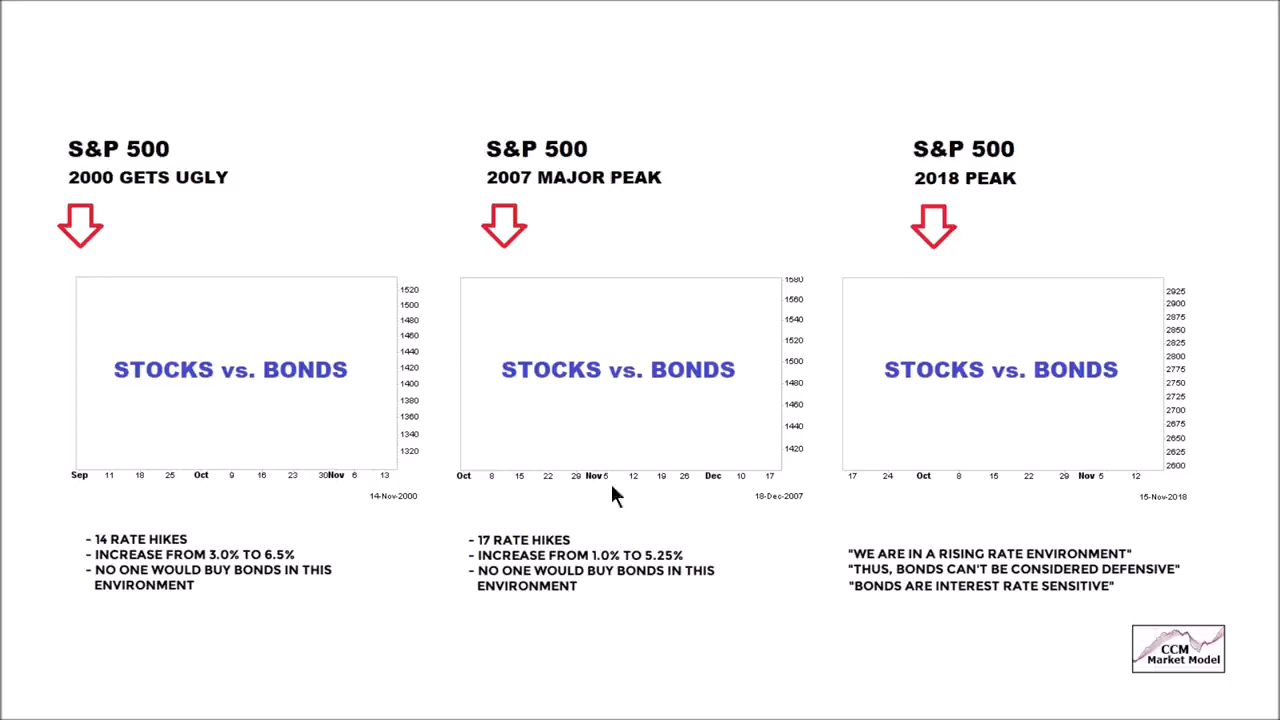 S&P 500
2000 GETS UGLY
S&P 500
2007 MAJOR PEAK
S&P 500
2018 PEAK
STOCKS vs. BONDS
1520
1500
1480
1460
1440
1420
1400
1380
1360
1340
1320
Sep 11 18 25 Oct 9 16 23 30 Nov 6 13
14-Nov-2000
STOCKS vs. BONDS
1580
1560
1540
1520
1500
1480
1460
1440
1420
Oct 8 15 22 29 Nov 5 12 19 26 Dec 10 17
18-Dec-2007
STOCKS vs. BONDS
2925
2900
2875
2850
2825
2800
2775
2750
2725
2700
2675
2650
2625
2600
17 24 Oct 8 15 22 29 Nov 5 12
15-Nov-2018
- 14 RATE HIKES
- INCREASE FROM 3.0% TO 6.5%
- NO ONE WOULD BUY BONDS IN THIS
ENVIRONMENT
- 17 RATE HIKES
- INCREASE FROM 1.0% TO 5.25%
- NO ONE WOULD BUY BONDS IN THIS
ENVIRONMENT
"WE ARE IN A RISING RATE ENVIRONMENT"
"THUS, BONDS CAN'T BE CONSIDERED DEFENSIVE"
"BONDS ARE INTEREST RATE SENSITIVE"
CCM
Market Model